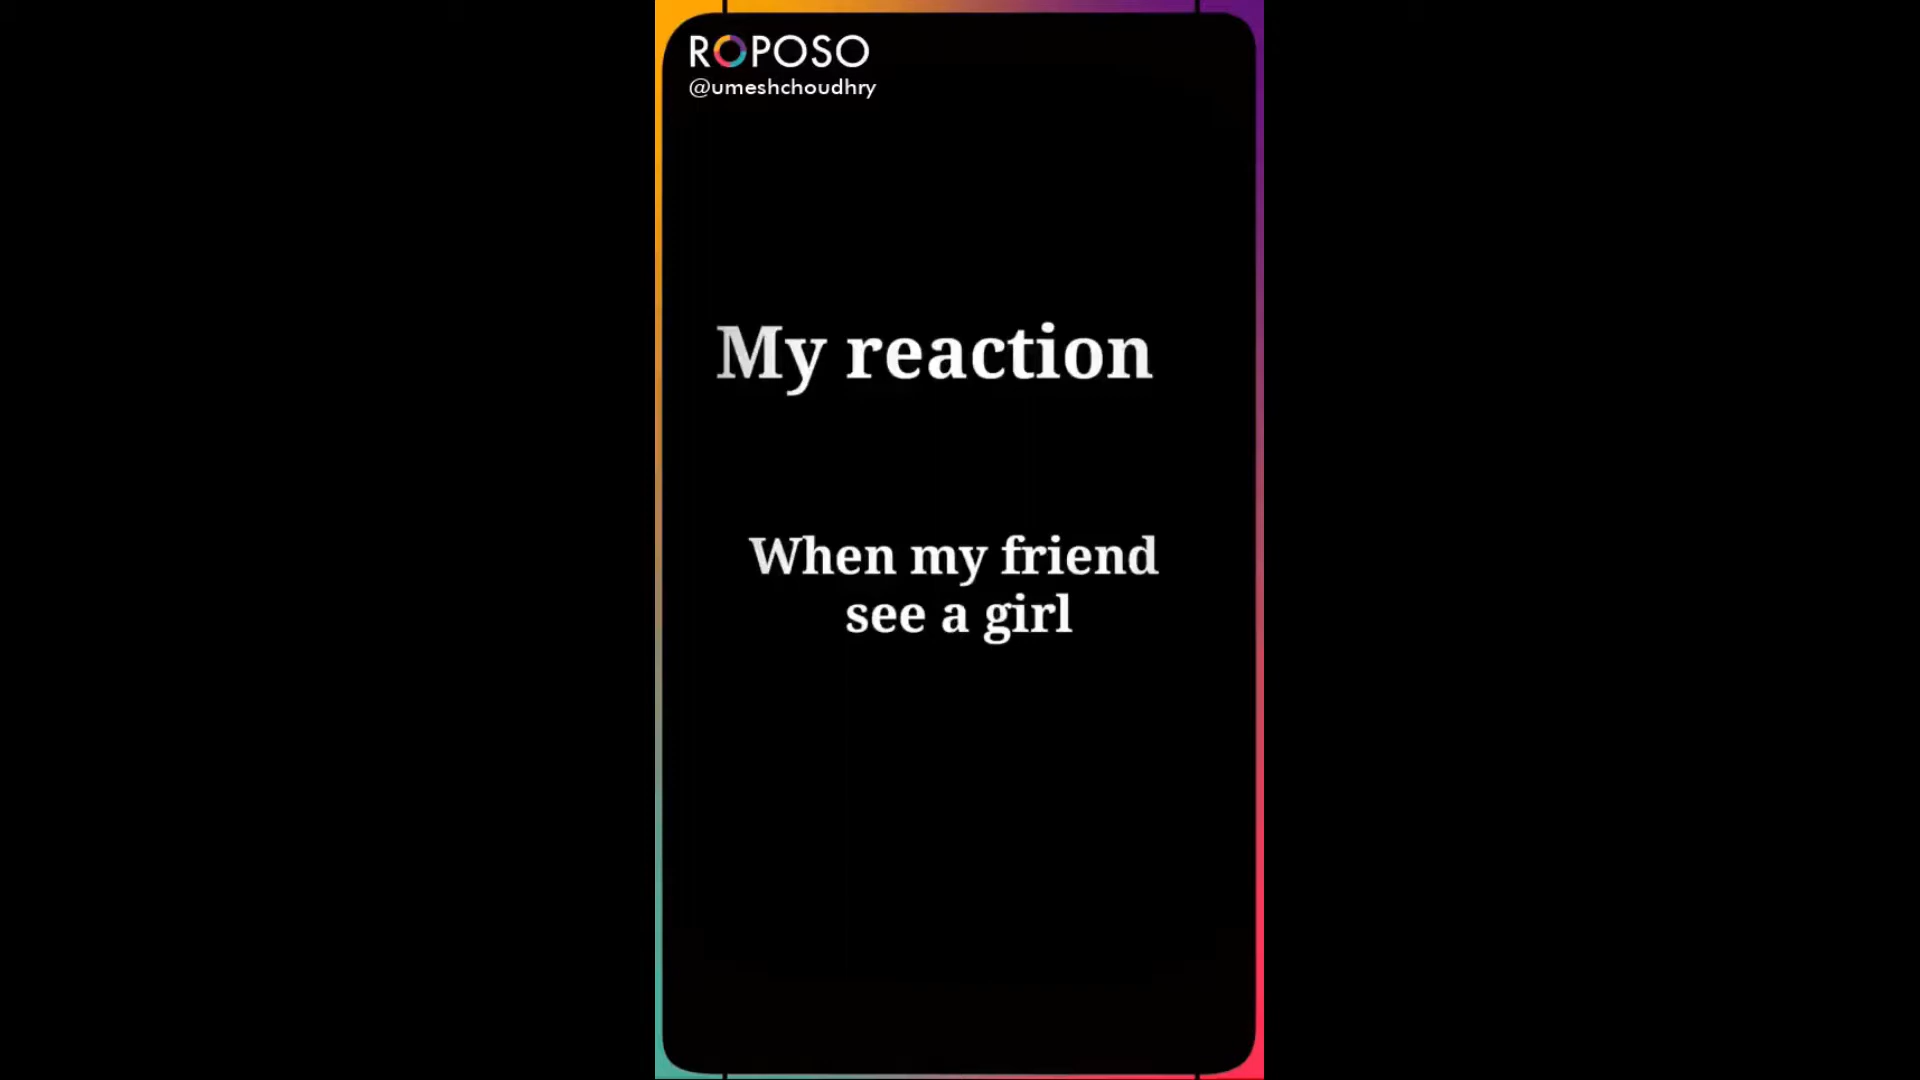 ROPOSO
@umeshchoudhry
My reaction
When my friend
see a girl